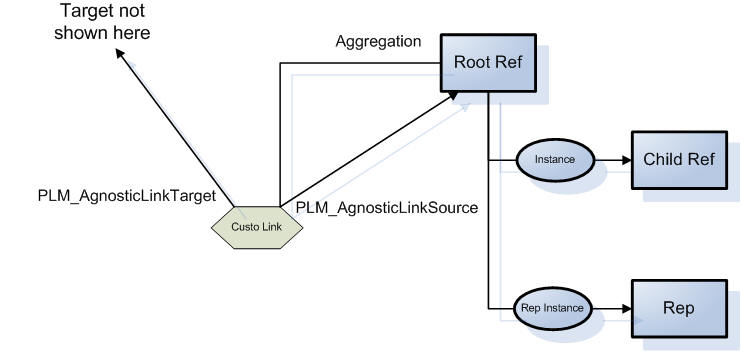 Target not
shown here
Aggregation
Root Ref
Instance
Child Ref
PLM_AgnosticLinkTarget
PLM_AgnosticLinkSource
Custo Link
Rep Instance
Rep